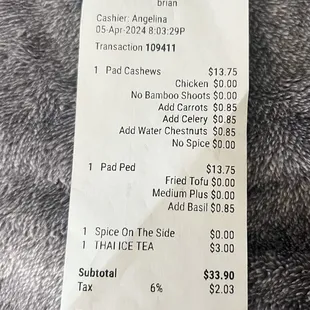 brian
Cashier: Angelina
05-Apr-2024 8:03:29P
Transaction 109411
1 Pad Cashews $13.75
Chicken $0.00
No Bamboo Shoots $0.00
Add Carrots $0.85
Add Celery $0.85
Add Water Chestnuts $0.85
No Spice $0.00
1 Pad Ped $13.75
Fried Tofu $0.00
Medium Plus $0.00
Add Basil $0.85
1 Spice On The Side $0.00
1 THAI ICE TEA $3.00
Subtotal $33.90
Tax 6% $2.03